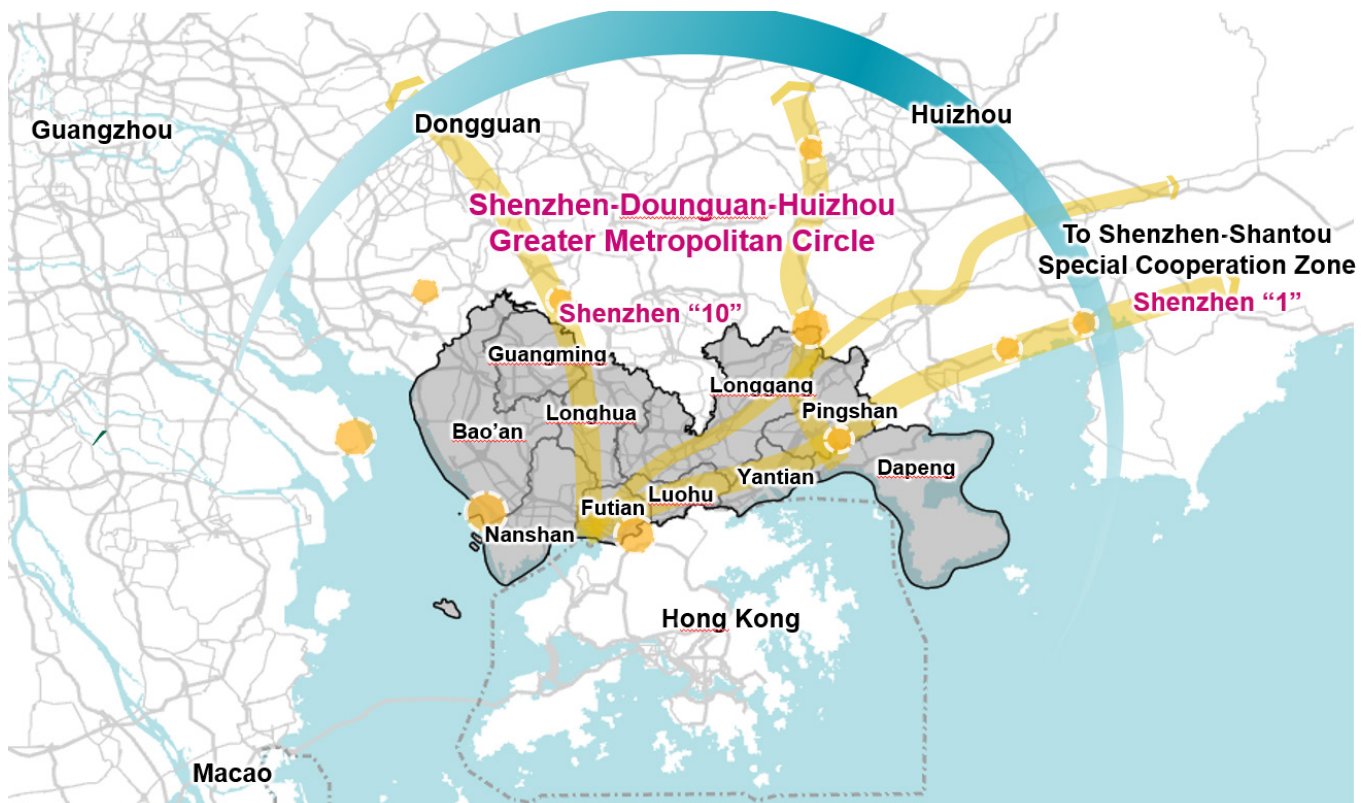 Guangzhou
Dongguan
Huizhou
Shenzhen-Dounguan-Huizhou
Greater Metropolitan Circle
To Shenzhen-Shantou
Special Cooperation Zone
Shenzhen “10”
Shenzhen “1”
Guangming
Longgang
Longhua
Pingshan
Bao’an
Dapeng
Yantian
Luohu
Futian
Nanshan
Hong Kong
Macao